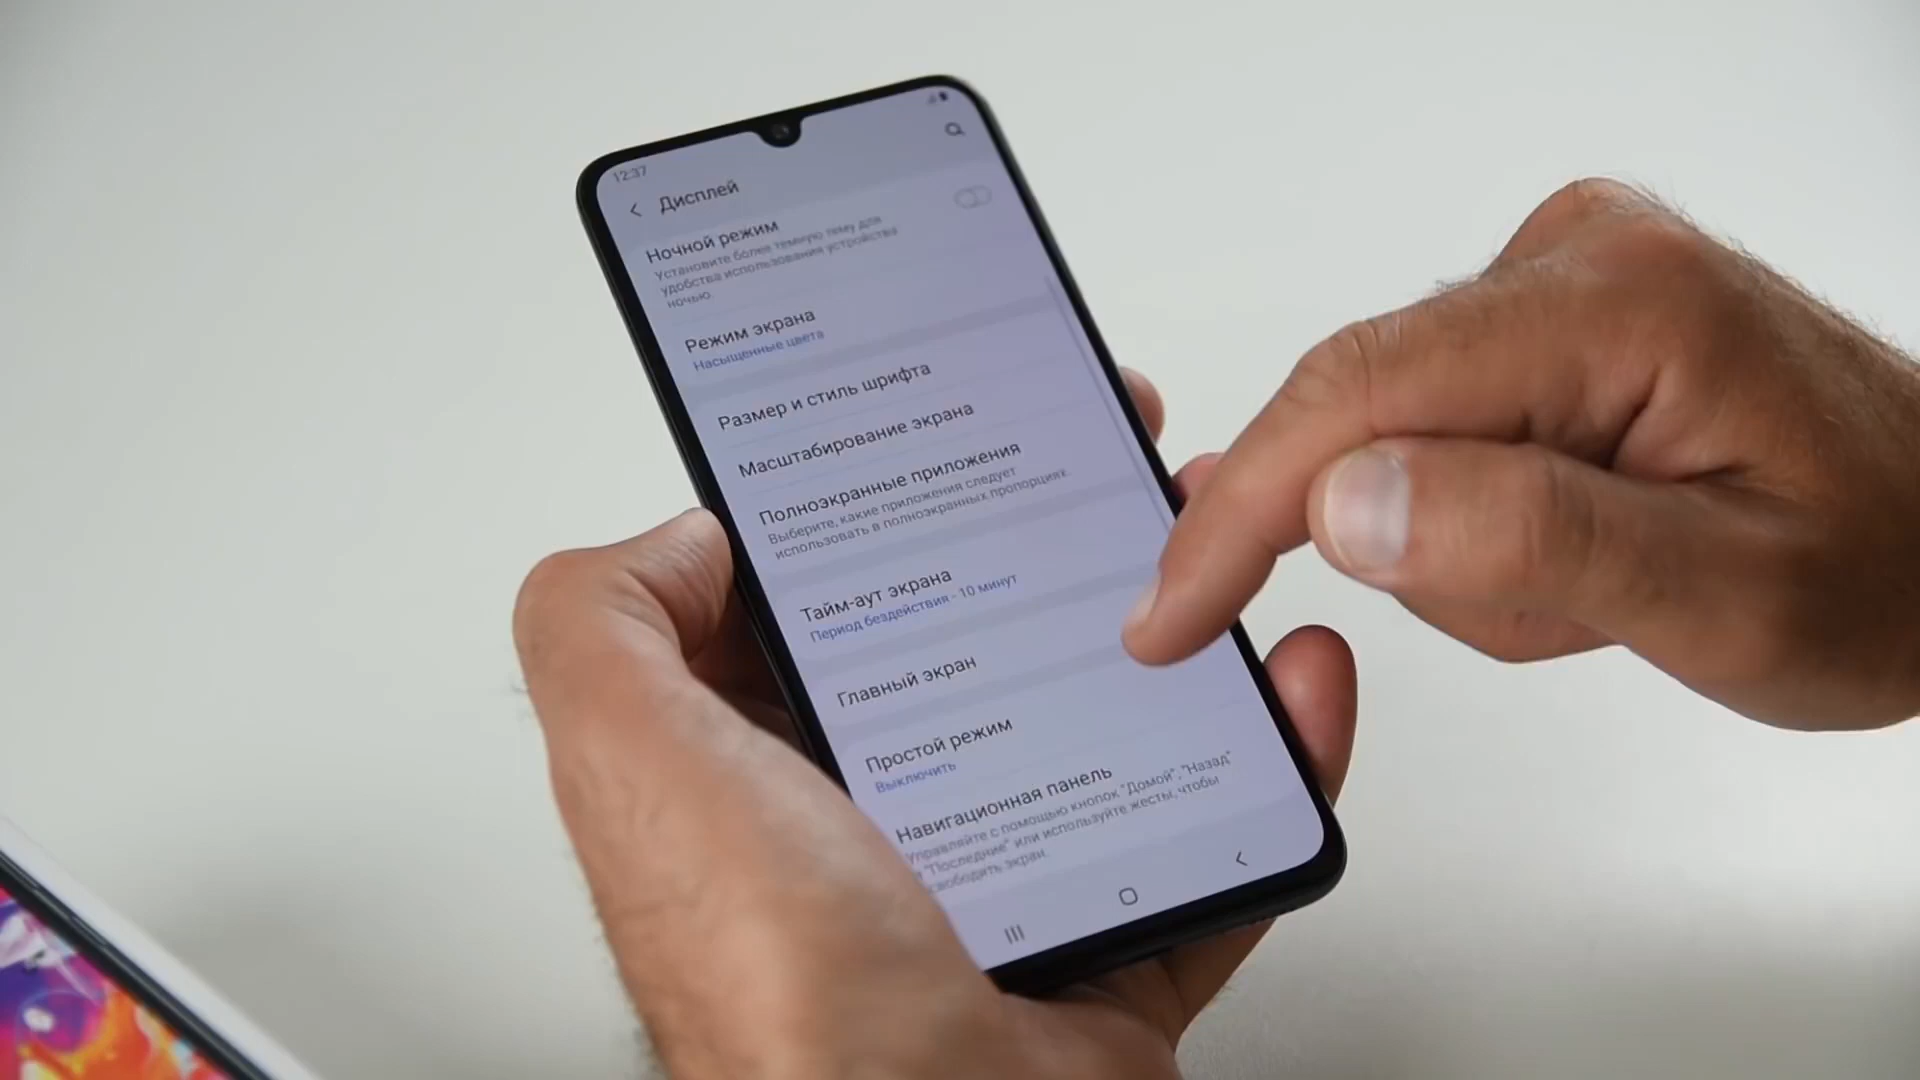 12:37
Дисплей
Ночной режим
Установите более темную тему для
удобства использования устройства
ночью.
Режим экрана
Насыщенные цвета
Размер и стиль шрифта
Масштабирование экрана
Полноэкранные приложения
Выберите, какие приложения следует
использовать в полноэкранных пропорциях.
Тайм-аут экрана
Период бездействия - 10 минут
Главный экран
Простой режим
Выключить
Навигационная панель
Управляйте с помощью кнопок "Домой", "Назад"
и "Последние" или используйте жесты, чтобы
свободить экран.